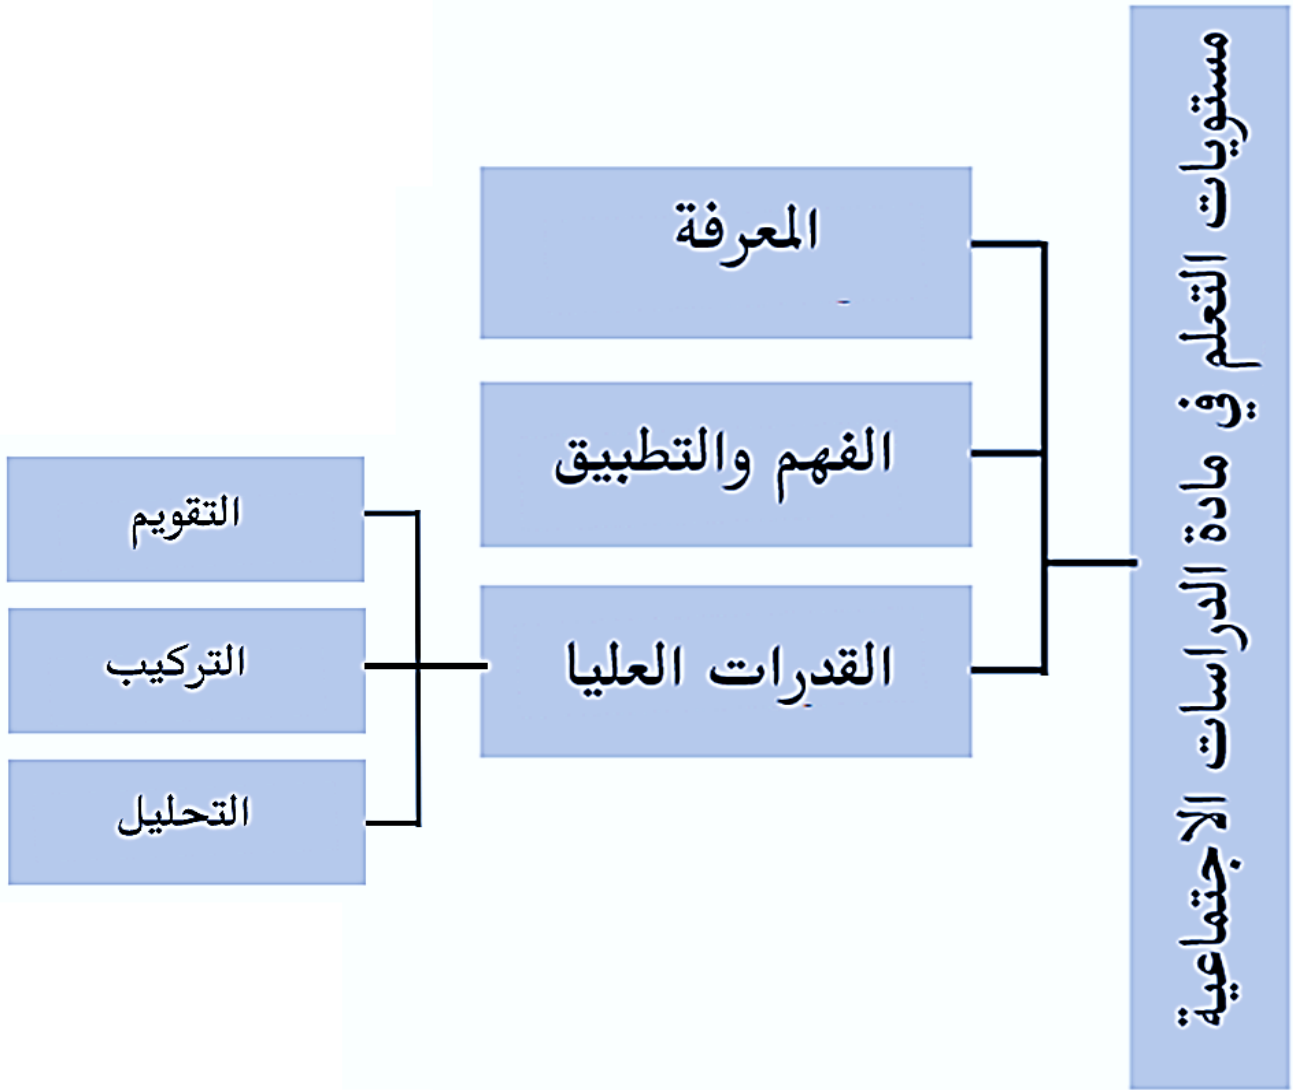 مستويات التعلم في مادة الدراسات الاجتماعية
المعرفة
الفهم والتطبيق
القدرات العليا
التقويم
التركيب
التحليل